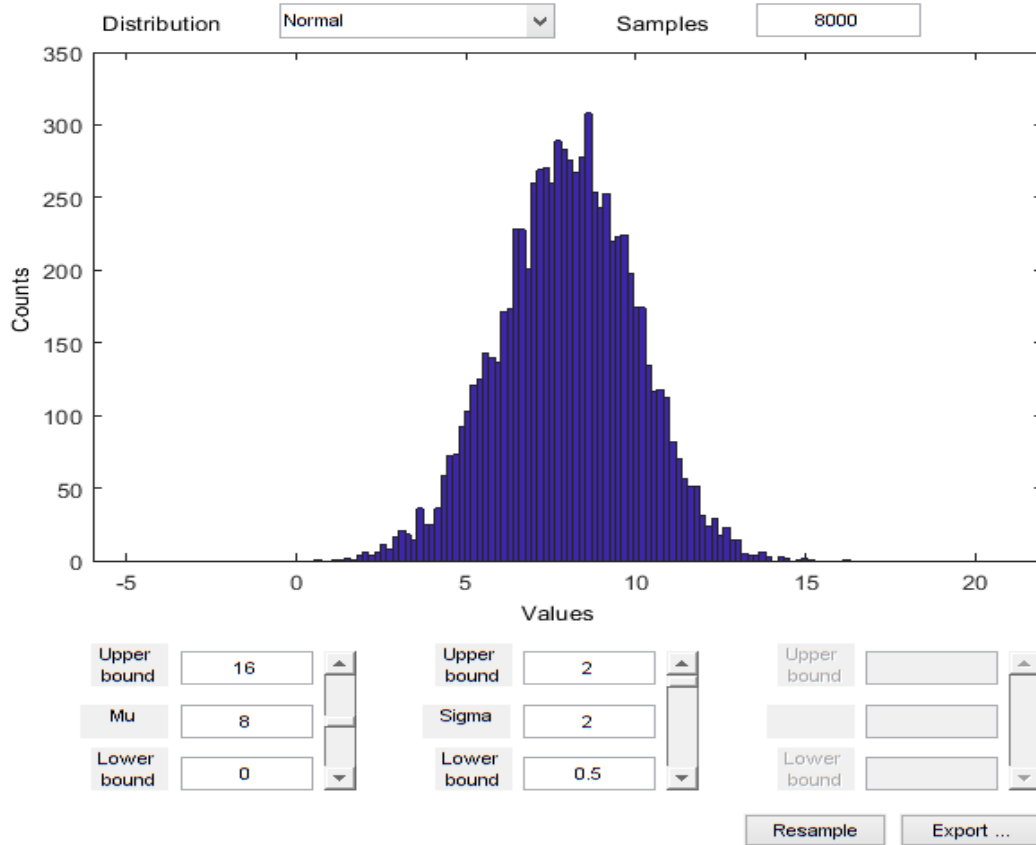 Distribution Normal Samples 8000
350
300
250
200
150
100
50
0
Counts
-5 0 5 10 15 20
Values
Upper bound 16
Mu 8
Lower bound 0
Upper bound 2
Sigma 2
Lower bound 0.5
Upper bound
Lower bound
Resample Export ...